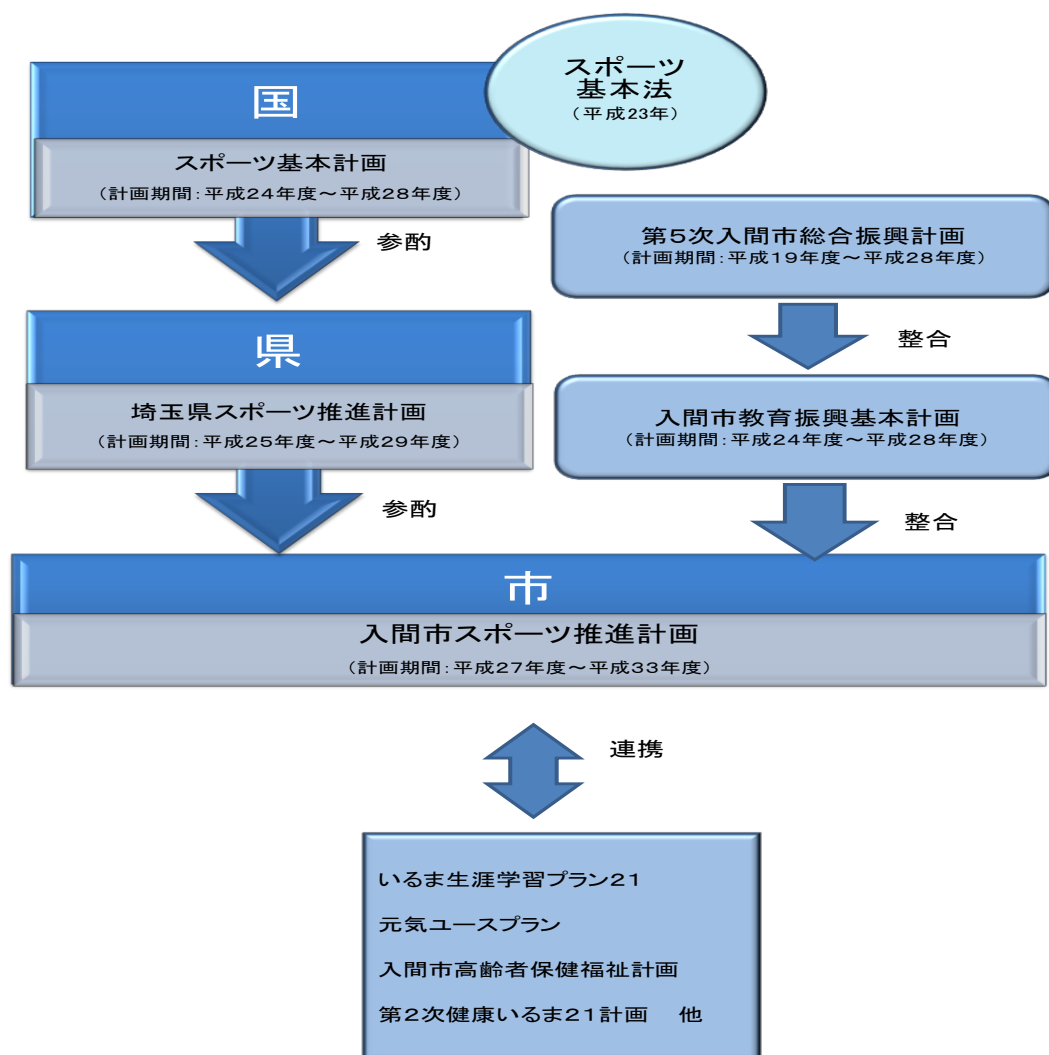 スポーツ
基本法
（平成23年）
国
スポーツ基本計画
（計画期間：平成24年度～平成28年度）
参酌
第５次入間市総合振興計画
（計画期間：平成19年度～平成28年度）
整合
県
埼玉県スポーツ推進計画
（計画期間：平成25年度～平成29年度）
入間市教育振興基本計画
（計画期間：平成24年度～平成28年度）
参酌
整合
市
入間市スポーツ推進計画
（計画期間：平成27年度～平成33年度）
連携
いるま生涯学習プラン21
元気ユースプラン
入間市高齢者保健福祉計画
第２次健康いるま21計画　他